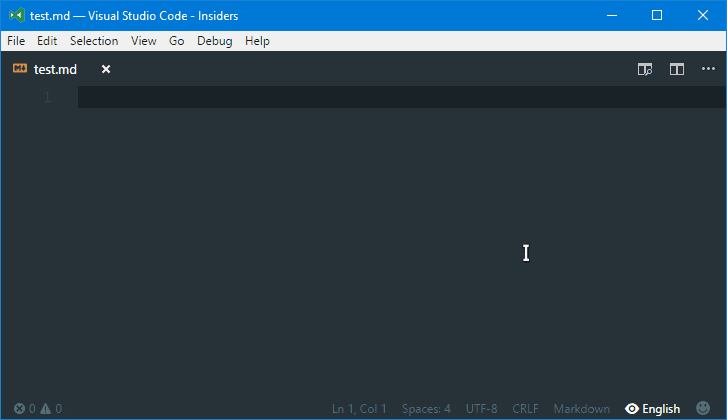 test.md — Visual Studio Code - Insiders
File Edit Selection View Go Debug Help
M↓ test.md
1
0 0 Ln 1, Col 1 Spaces: 4 UTF-8 CRLF Markdown English